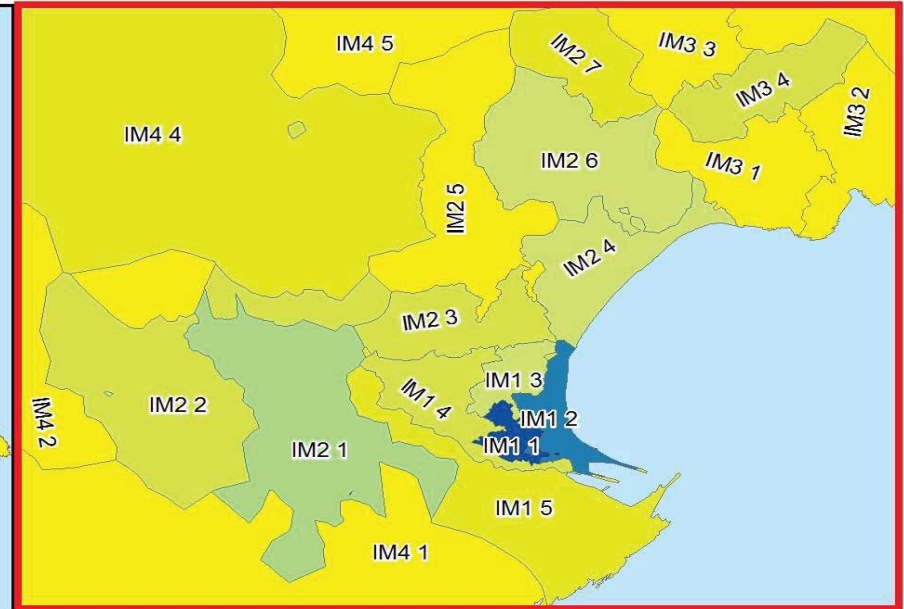 IM4 5
IM2 7
IM3 3
IM3 4
IM3 2
IM4 4
IM2 6
IM3 1
IM2 5
IM2 4
IM2 3
IM1 3
IM1 4
IM2 2
IM4 2
IM1 2
IM1 1
IM2 1
IM1 5
IM4 1